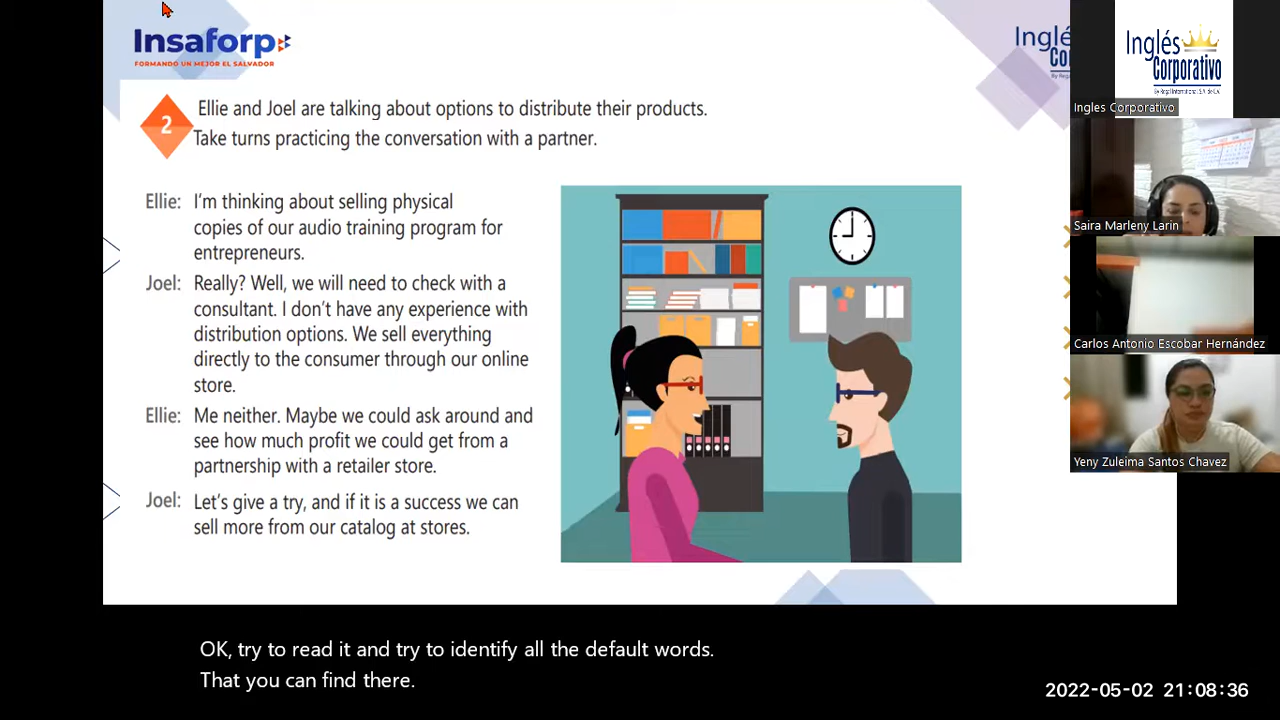 Insaforp
FORMANDO UN MEJOR EL SALVADOR
Inglés
2
Ellie and Joel are talking about options to distribute their products.
Take turns practicing the conversation with a partner.
Ellie: I'm thinking about selling physical
copies of our audio training program for
entrepreneurs.
Joel: Really? Well, we will need to check with a
consultant. I don't have any experience with
distribution options. We sell everything
directly to the consumer through our online
store.
Ellie: Me neither. Maybe we could ask around and
see how much profit we could get from a
partnership with a retailer store.
Joel: Let's give a try, and if it is a success we can
sell more from our catalog at stores.
Inglés
Corporativo
By Regal International, S.A. de C.V.
Ingles Corporativo
Saira Marleny Larin
Carlos Antonio Escobar Hernández
Yeny Zuleima Santos Chavez
OK, try to read it and try to identify all the default words.
That you can find there.
2022-05-02 21:08:36